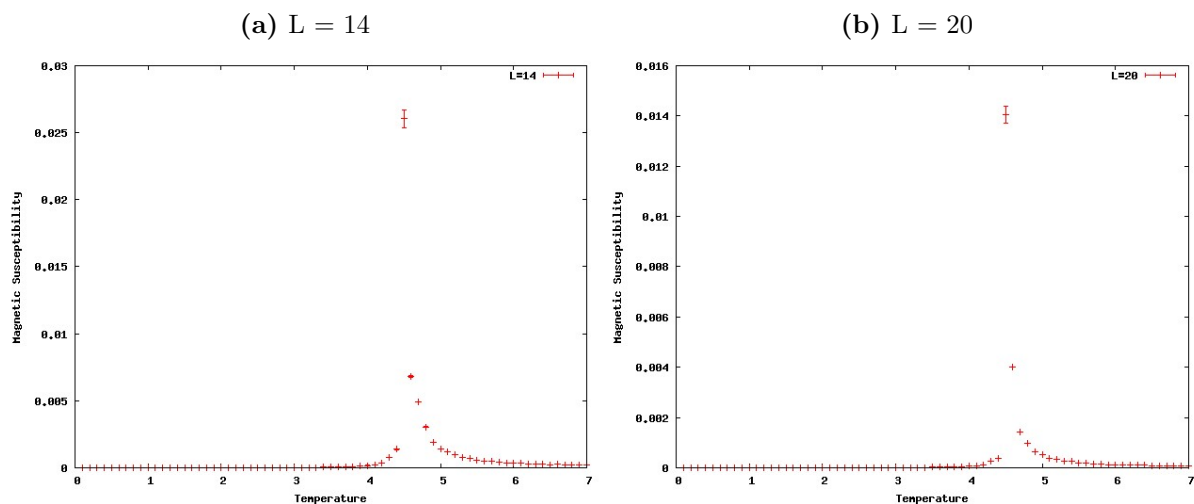 (a) L = 14
0.03
0.025
0.02
0.015
0.01
0.005
0
Magnetic Susceptibility
L=14
0 1 2 3 4 5 6 7
Temperature
(b) L = 20
0.016
0.014
0.012
0.01
0.008
0.006
0.004
0.002
0
Magnetic Susceptibility
L=20
0 1 2 3 4 5 6 7
Temperature